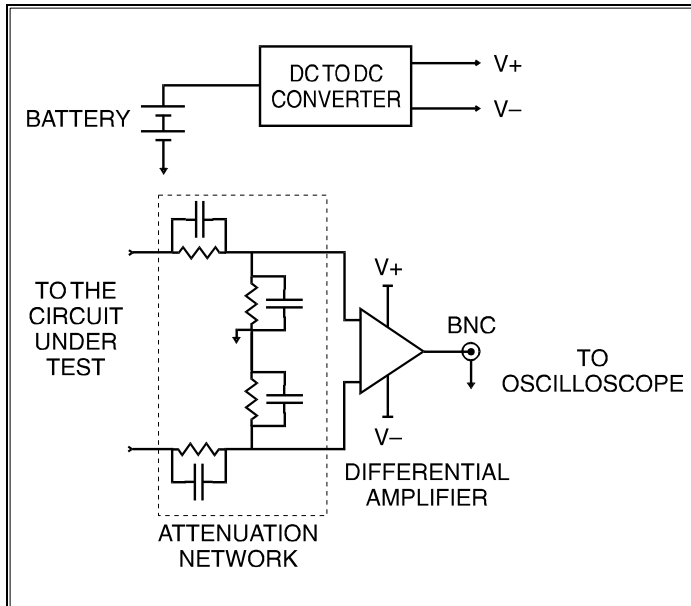 DC TO DC
CONVERTER
V+
V–
BATTERY
TO THE
CIRCUIT
UNDER
TEST
V+
BNC
TO
OSCILLOSCOPE
V–
DIFFERENTIAL
AMPLIFIER
ATTENUATION
NETWORK